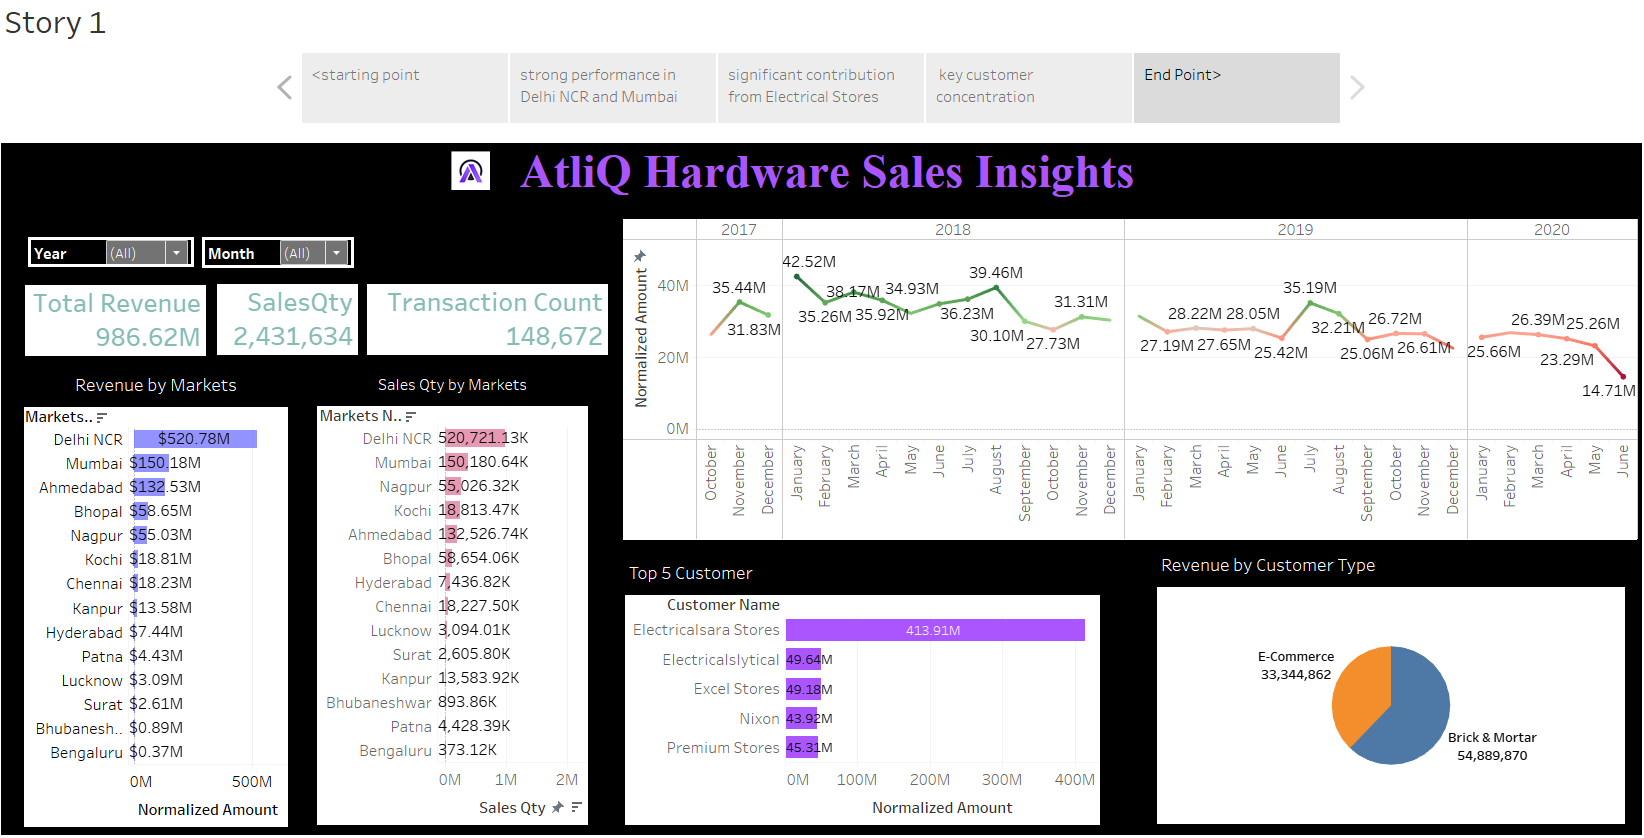 Story 1
<starting point
strong performance in
Delhi NCR and Mumbai
significant contribution
from Electrical Stores
key customer
concentration
End Point>
AtliQ Hardware Sales Insights
Year (All)
Month (All)
Total Revenue
986.62M
SalesQty
2,431,634
Transaction Count
148,672
Revenue by Markets
Markets..
Delhi NCR $520.78M
Mumbai $150.18M
Ahmedabad $132.53M
Bhopal $58.65M
Nagpur $55.03M
Kochi $18.81M
Chennai $18.23M
Kanpur $13.58M
Hyderabad $7.44M
Patna $4.43M
Lucknow $3.09M
Surat $2.61M
Bhubanesh.. $0.89M
Bengaluru $0.37M
0M 500M
Normalized Amount
Sales Qty by Markets
Markets N..
Delhi NCR 520,721.13K
Mumbai 150,180.64K
Nagpur 55,026.32K
Kochi 18,813.47K
Ahmedabad 132,526.74K
Bhopal 58,654.06K
Hyderabad 7,436.82K
Chennai 18,227.50K
Lucknow 3,094.01K
Surat 2,605.80K
Kanpur 13,583.92K
Bhubaneshwar 893.86K
Patna 4,428.39K
Bengaluru 373.12K
0M 1M 2M
Sales Qty
2017 2018 2019 2020
Normalized Amount
40M
20M
0M
35.44M
31.83M
42.52M
35.26M
38.17M
35.92M
34.93M
36.23M
39.46M
30.10M
27.73M
31.31M
27.19M
28.22M
27.65M
28.05M
25.42M
35.19M
32.21M
25.06M
26.72M
26.61M
25.66M
26.39M
23.29M
25.26M
14.71M
October
November
December
January
February
March
April
May
June
July
August
September
October
November
December
January
February
March
April
May
June
July
August
September
October
November
December
January
February
March
April
May
June
Top 5 Customer
Customer Name
Electricalsara Stores 413.91M
Electricalslytical 49.64M
Excel Stores 49.18M
Nixon 43.92M
Premium Stores 45.31M
0M 100M 200M 300M 400M
Normalized Amount
Revenue by Customer Type
E-Commerce
33,344,862
Brick & Mortar
54,889,870